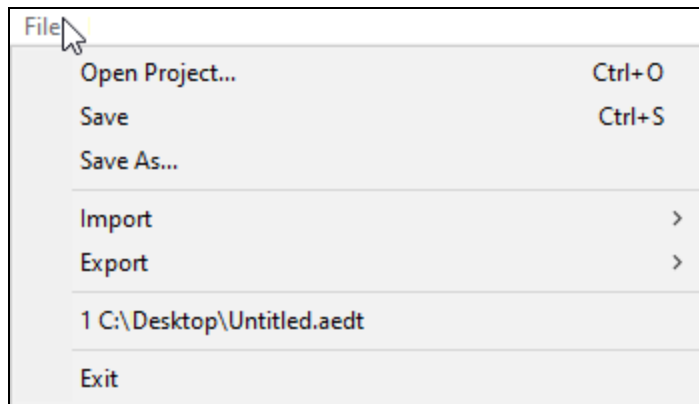 File
Open Project... Ctrl+O
Save Ctrl+S
Save As...
Import >
Export >
1 C:\Desktop\Untitled.aedt
Exit